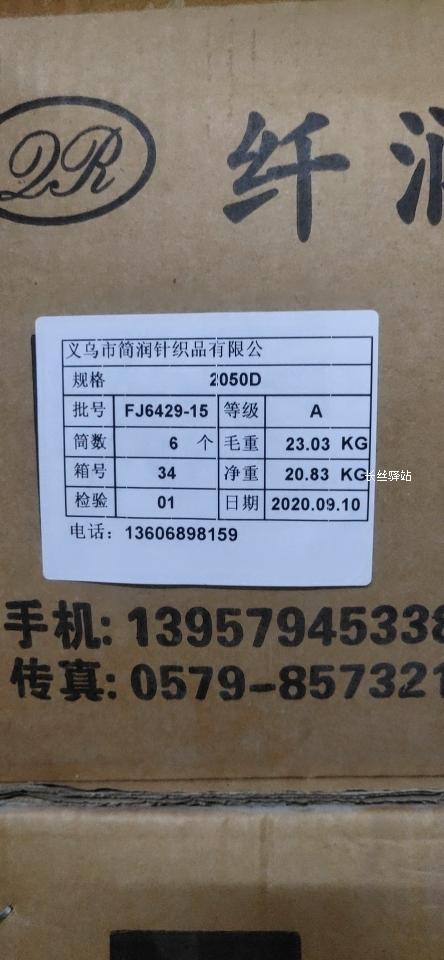 QR
纤润
义乌市简润针织品有限公
规格 2050D
批号 FJ6429-15 等级 A
筒数 6 个 毛重 23.03 KG
箱号 34 净重 20.83 KG
长丝驿站
检验 01 日期 2020.09.10
电话：13606898159
手机: 13957945338
传真: 0579-857321